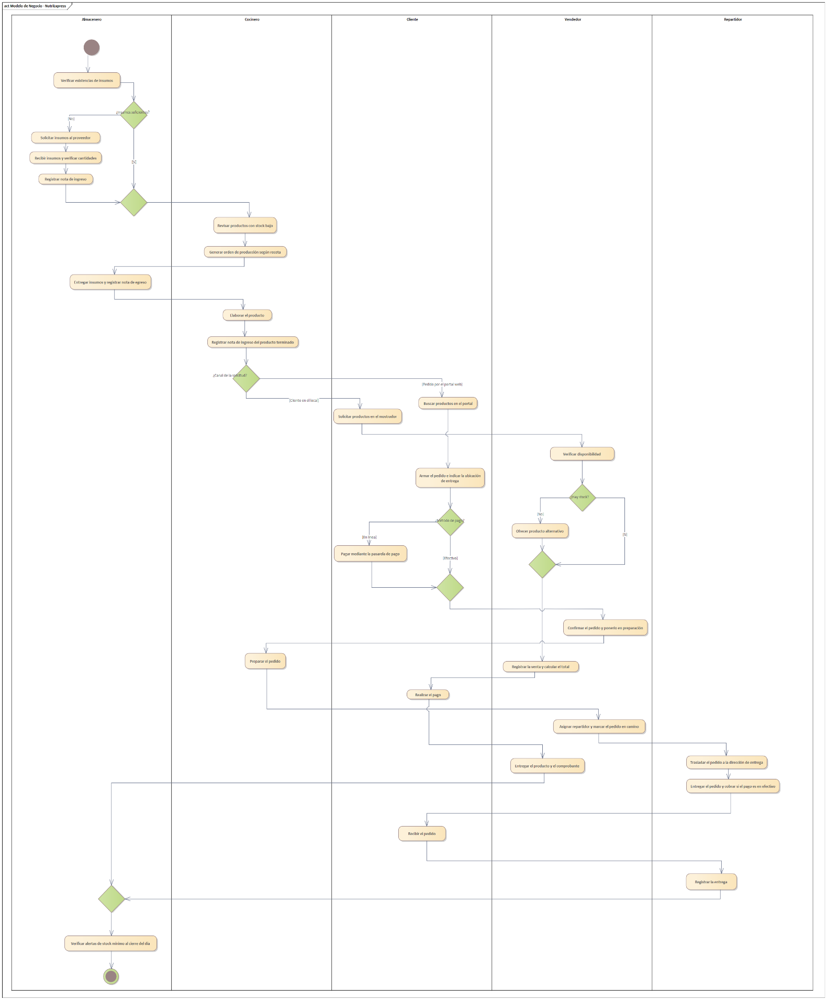 act Modelo de Negocio - NutriExpress
Almacenero
Cocinero
Cliente
Vendedor
Repartidor
Verificar existencias de insumos
¿Insumos suficientes?
[No]
Solicitar insumos al proveedor
Recibir insumos y verificar cantidades
[Sí]
Registrar nota de ingreso
Revisar productos con stock bajo
Generar orden de producción según receta
Entregar insumos y registrar nota de egreso
Elaborar el producto
Registrar nota de ingreso del producto terminado
¿Canal de la solicitud?
[Pedido por el portal web]
[Cliente en el local]
Buscar productos en el portal
Solicitar productos en el mostrador
Verificar disponibilidad
Armar el pedido e indicar la ubicación
de entrega
¿Hay stock?
[No]
¿Método de pago?
Ofrecer producto alternativo
[Sí]
[En línea]
Pagar mediante la pasarela de pago
[Efectivo]
Confirmar el pedido y ponerlo en preparación
Preparar el pedido
Registrar la venta y calcular el total
Realizar el pago
Asignar repartidor y marcar el pedido en camino
Trasladar el pedido a la dirección de entrega
Entregar el producto y el comprobante
Entregar el pedido y cobrar si el pago es en efectivo
Recibir el pedido
Registrar la entrega
Verificar alertas de stock mínimo al cierre del día